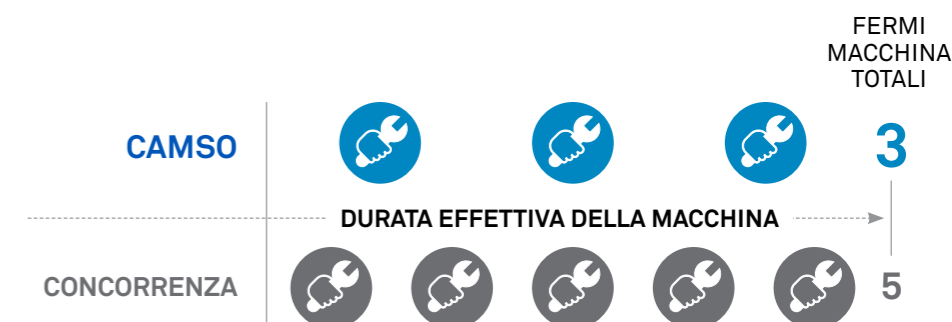 FERMI
MACCHINA
TOTALI
CAMSO
3
DURATA EFFETTIVA DELLA MACCHINA
CONCORRENZA
5